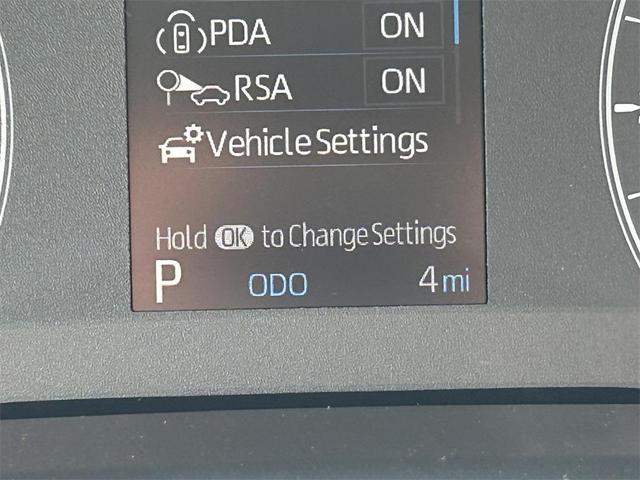 PDA ON
RSA ON
Vehicle Settings
Hold OK to Change Settings
P ODO 4 mi